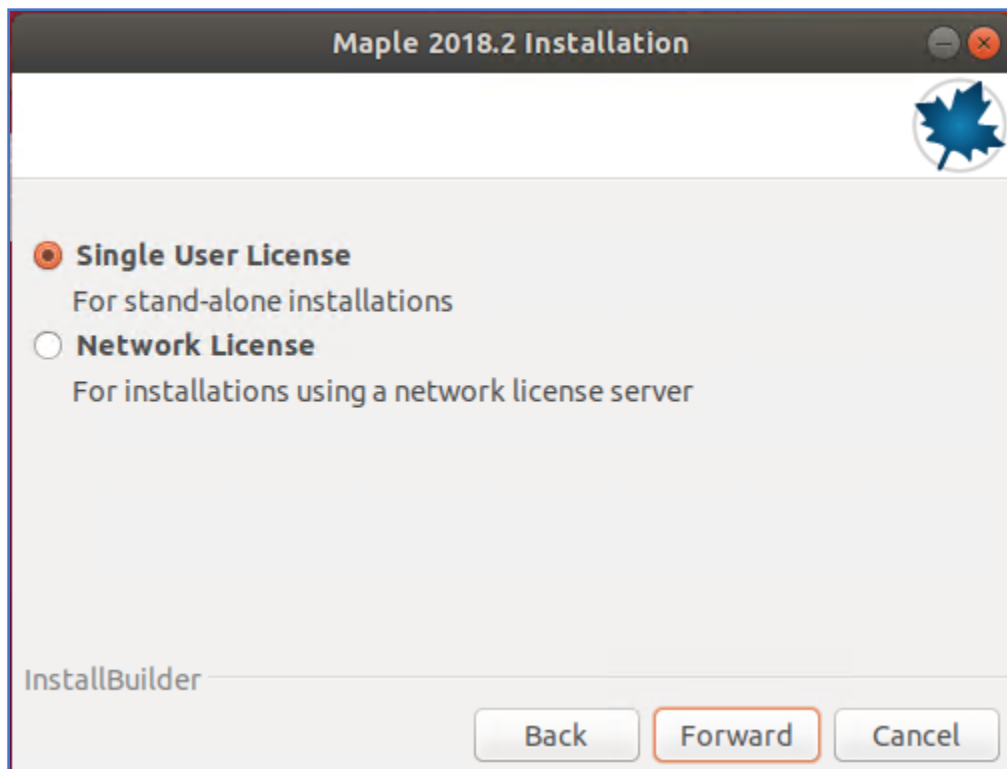 Maple 2018.2 Installation
Single User License
For stand-alone installations
Network License
For installations using a network license server
InstallBuilder
Back Forward Cancel